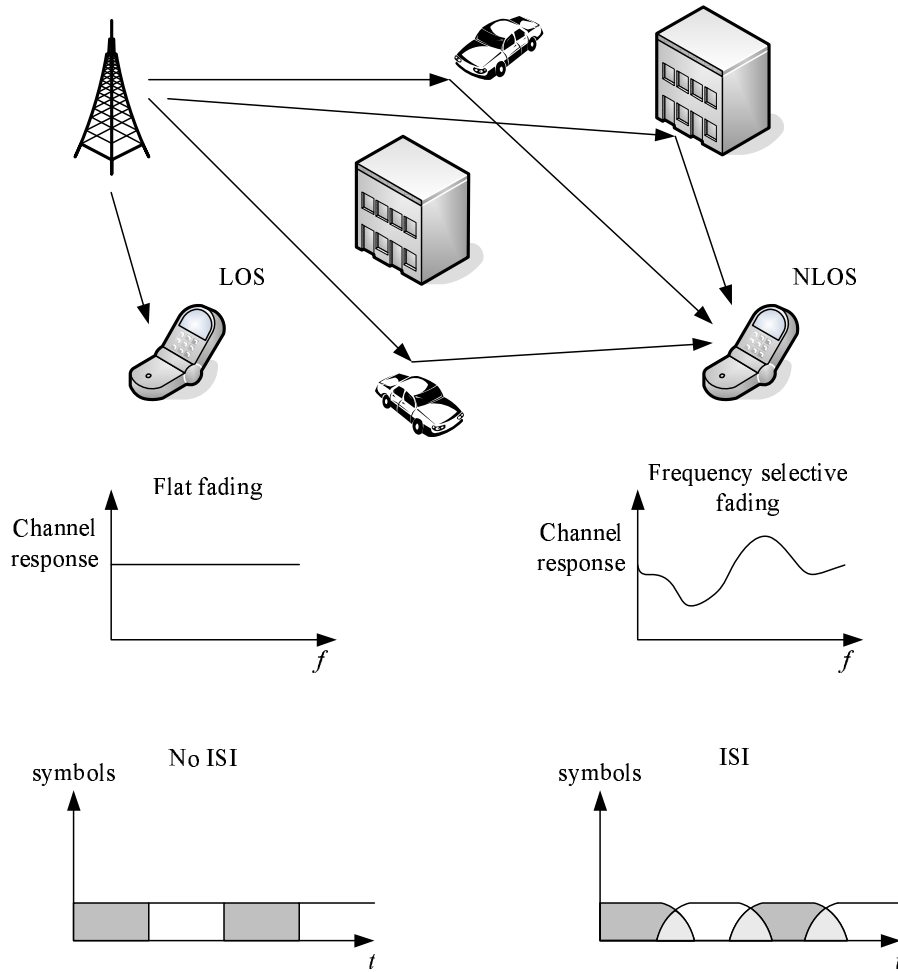 LOS
NLOS
Flat fading
Channel
response
f
Frequency selective
fading
Channel
response
f
No ISI
symbols
t
ISI
symbols
t